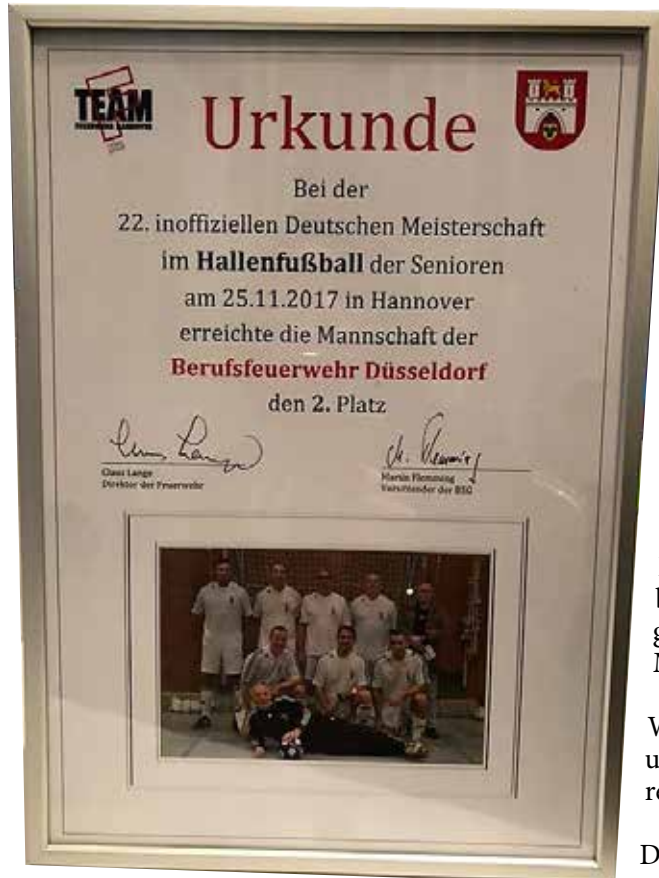 TEAM
Urkunde
Bei der
22. inoffiziellen Deutschen Meisterschaft
im Hallenfußball der Senioren
am 25.11.2017 in Hannover
erreichte die Mannschaft der
Berufsfeuerwehr Düsseldorf
den 2. Platz
Claus Lange
Direktor der Feuerwehr
Martin Flemming
Vorsitzender der BSG